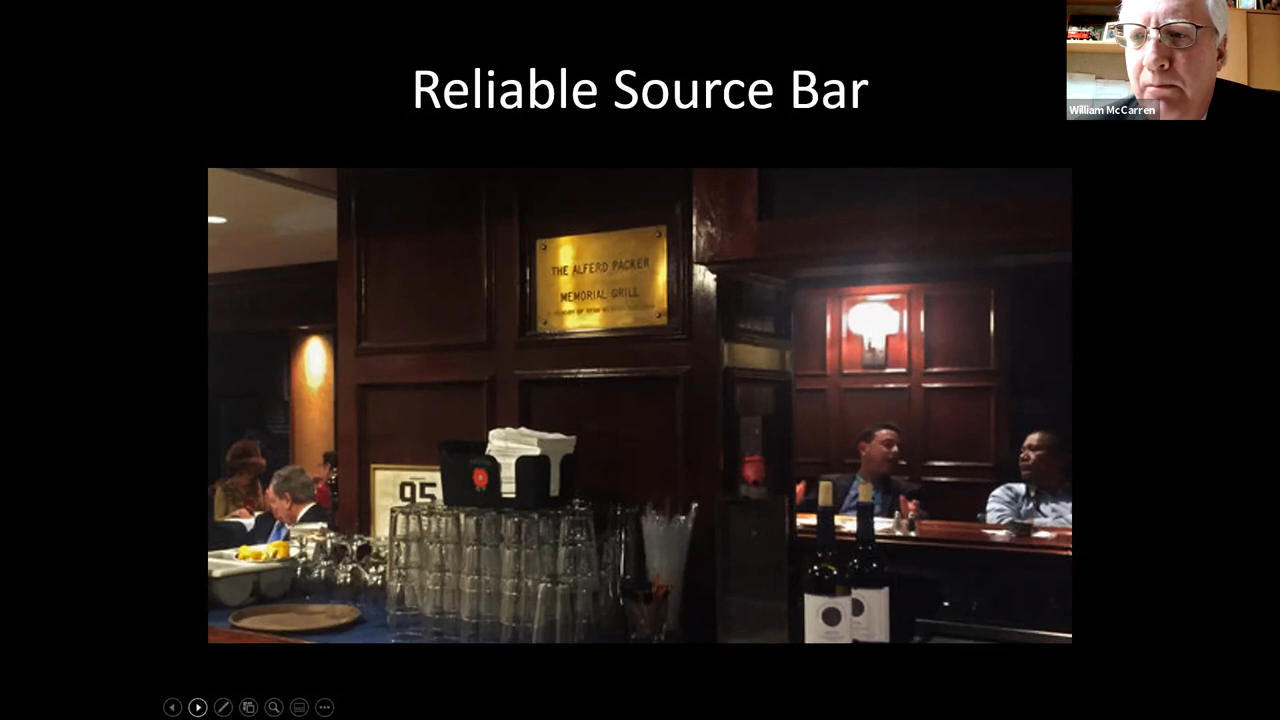 Reliable Source Bar
William McCarren
THE ALFERD PACKER
MEMORIAL GRILL
95